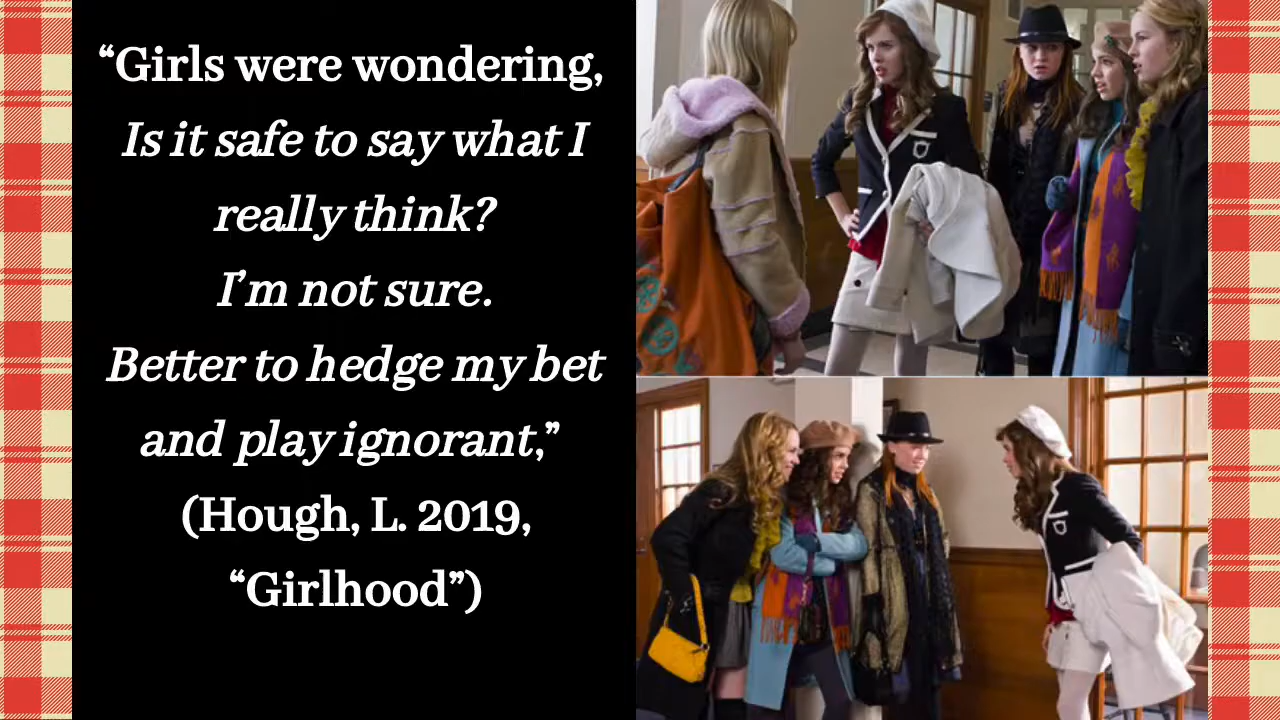 “Girls were wondering,
Is it safe to say what I
really think?
I’m not sure.
Better to hedge my bet
and play ignorant,”
(Hough, L. 2019,
“Girlhood”)